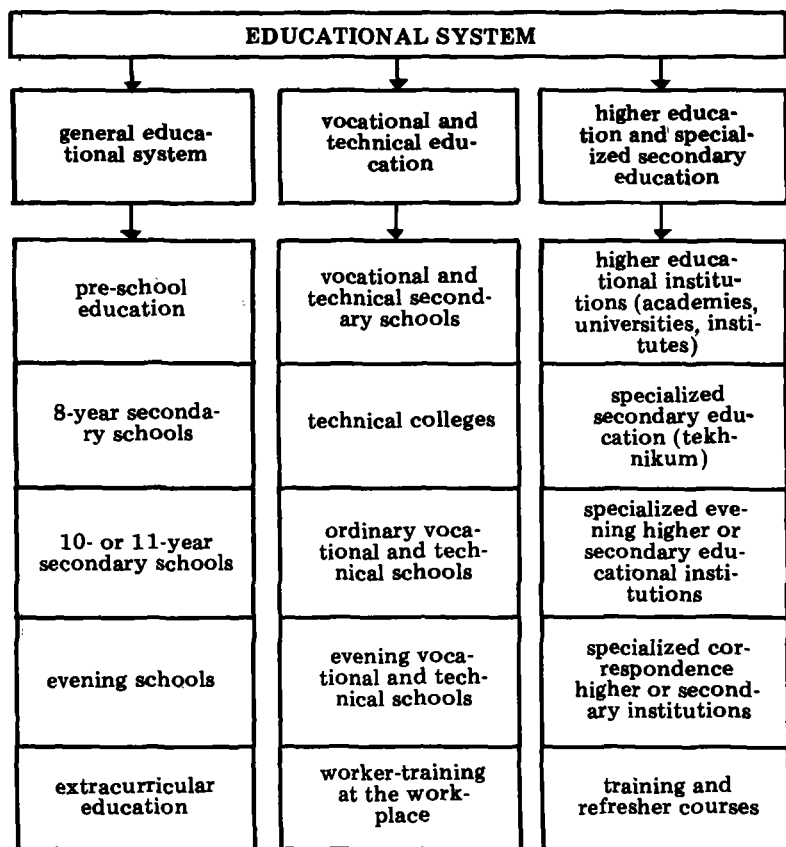 EDUCATIONAL SYSTEM
general educa-
tional system
vocational and
technical edu-
cation
higher educa-
tion and special-
ized secondary
education
pre-school
education
8-year seconda-
ry schools
10- or 11-year
secondary schools
evening schools
extracurricular
education
vocational and
technical second-
ary schools
technical colleges
ordinary voca-
tional and tech-
nical schools
evening voca-
tional and tech-
nical schools
worker-training
at the work-
place
higher educa-
tional institu-
tions (academies,
universities, insti-
tutes)
specialized
secondary edu-
cation (tekh-
nikum)
specialized eve-
ning higher or
secondary edu-
cational insti-
tutions
specialized cor-
respondence
higher or second-
ary institutions
training and
refresher courses